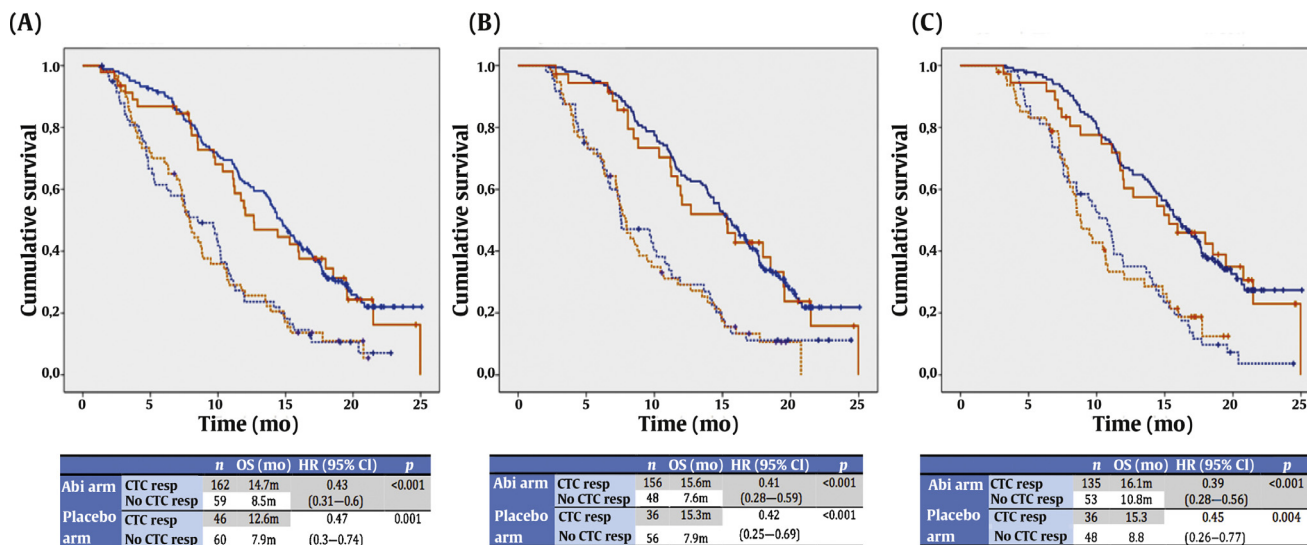 (A)
1.0
0,8
0,6
0,4
0,2
0,0
Cumulative survival
0 5 10 15 20 25
Time (mo)
n OS (mo) HR (95% CI) p
Abi arm CTC resp 162 14.7m 0.43 <0.001
No CTC resp 59 8.5m (0.31—0.6)
Placebo arm CTC resp 46 12.6m 0.47 0.001
No CTC resp 60 7.9m (0.3—0.74)
(B)
1.0
0,8
0,6
0,4
0,2
0,0
Cumulative survival
0 5 10 15 20 25
Time (mo)
n OS (mo) HR (95% CI) p
Abi arm CTC resp 156 15.6m 0.41 <0.001
No CTC resp 48 7.6m (0.28—0.59)
Placebo arm CTC resp 36 15.3m 0.42 <0.001
No CTC resp 56 7.9m (0.25—0.69)
(C)
1.0
0,8
0,6
0,4
0,2
0,0
Cumulative survival
0 5 10 15 20 25
Time (mo)
n OS (mo) HR (95% CI) p
Abi arm CTC resp 135 16.1m 0.39 <0.001
No CTC resp 53 10.8m (0.28—0.56)
Placebo arm CTC resp 36 15.3 0.45 0.004
No CTC resp 48 8.8 (0.26-0.77)